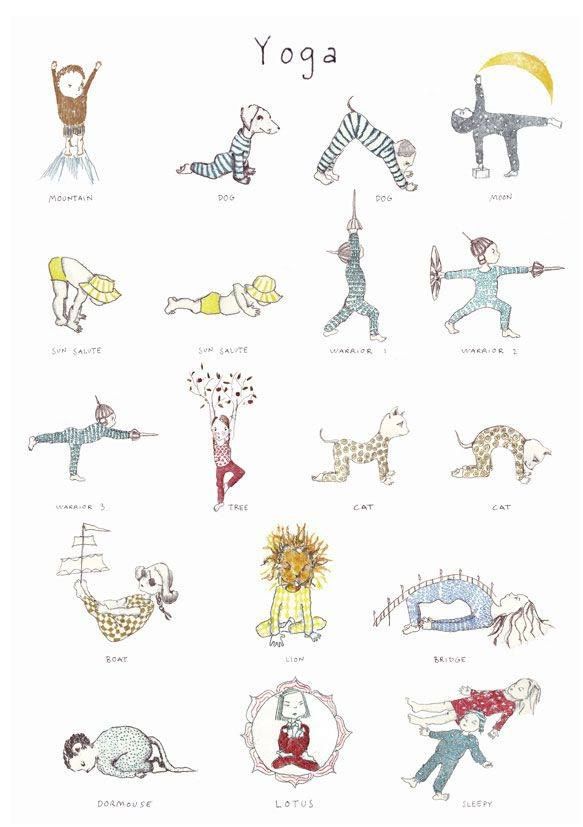 Yoga
MOUNTAIN
DOG
DOG
MOON
SUN SALUTE
SUN SALUTE
WARRIOR 1
WARRIOR 2
WARRIOR 3
TREE
CAT
CAT
BOAT
LION
BRIDGE
DORMOUSE
LOTUS
SLEEPY